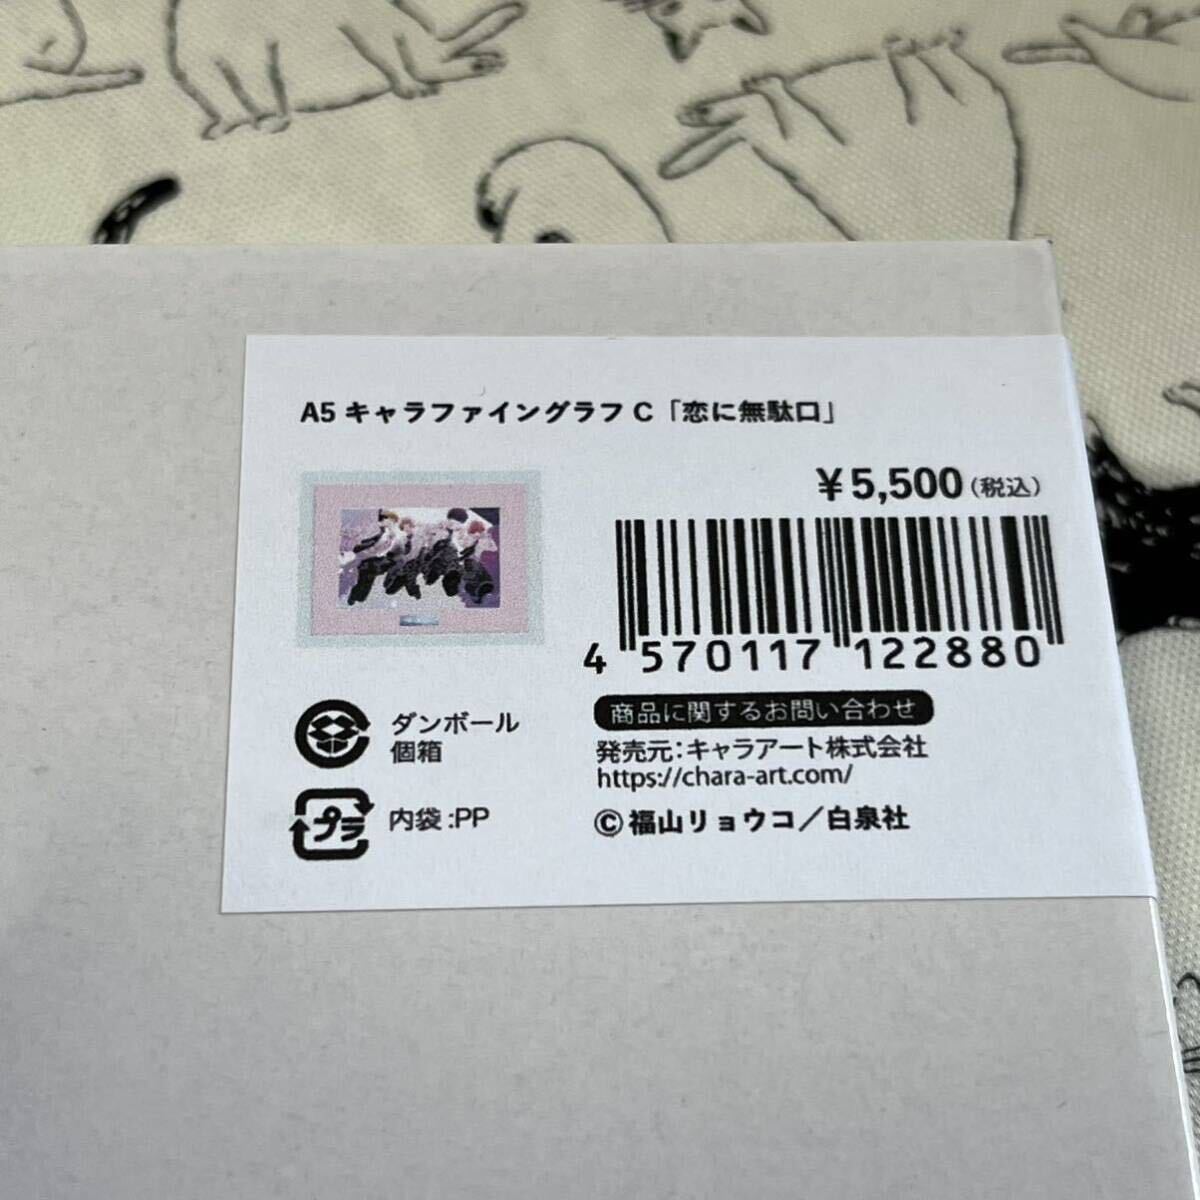 A5 キャラファイングラフ C「恋に無駄口」
￥5,500（税込）
4 570117 122880
ダンボール
個箱
プラ
内袋:PP
商品に関するお問い合わせ
発売元:キャラアート株式会社
https://chara-art.com/
©福山リョウコ／白泉社